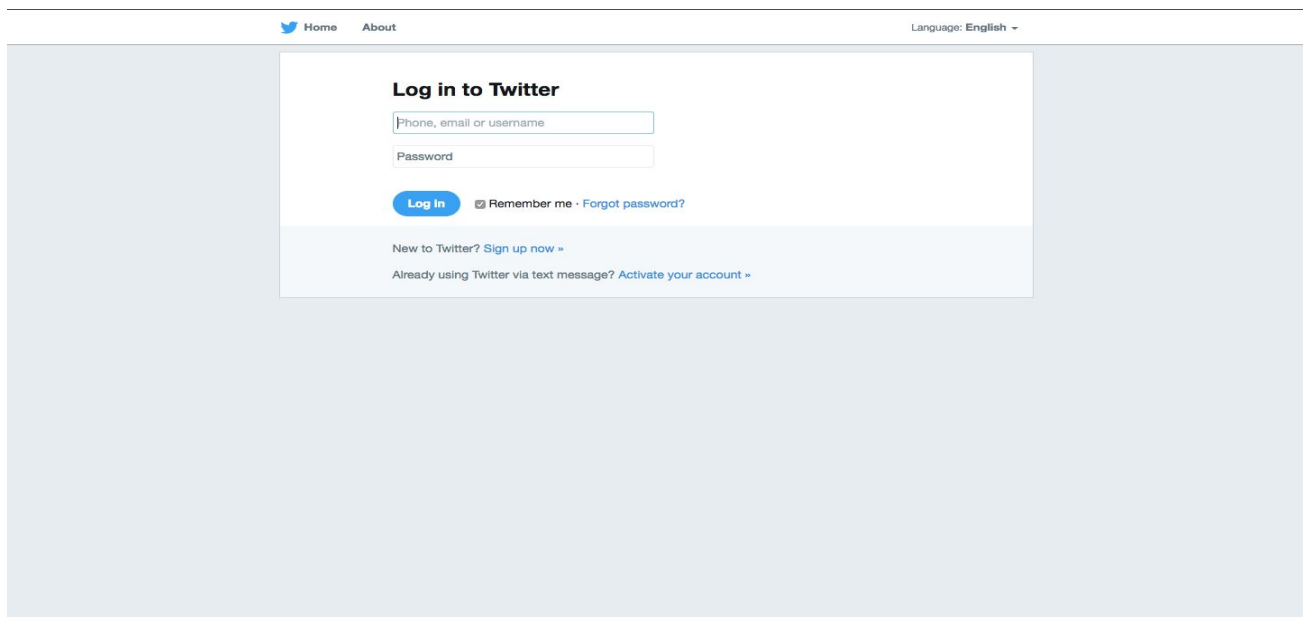 Home About Language: English
Log in to Twitter
Phone, email or username
Password
Log in Remember me · Forgot password?
New to Twitter? Sign up now »
Already using Twitter via text message? Activate your account »